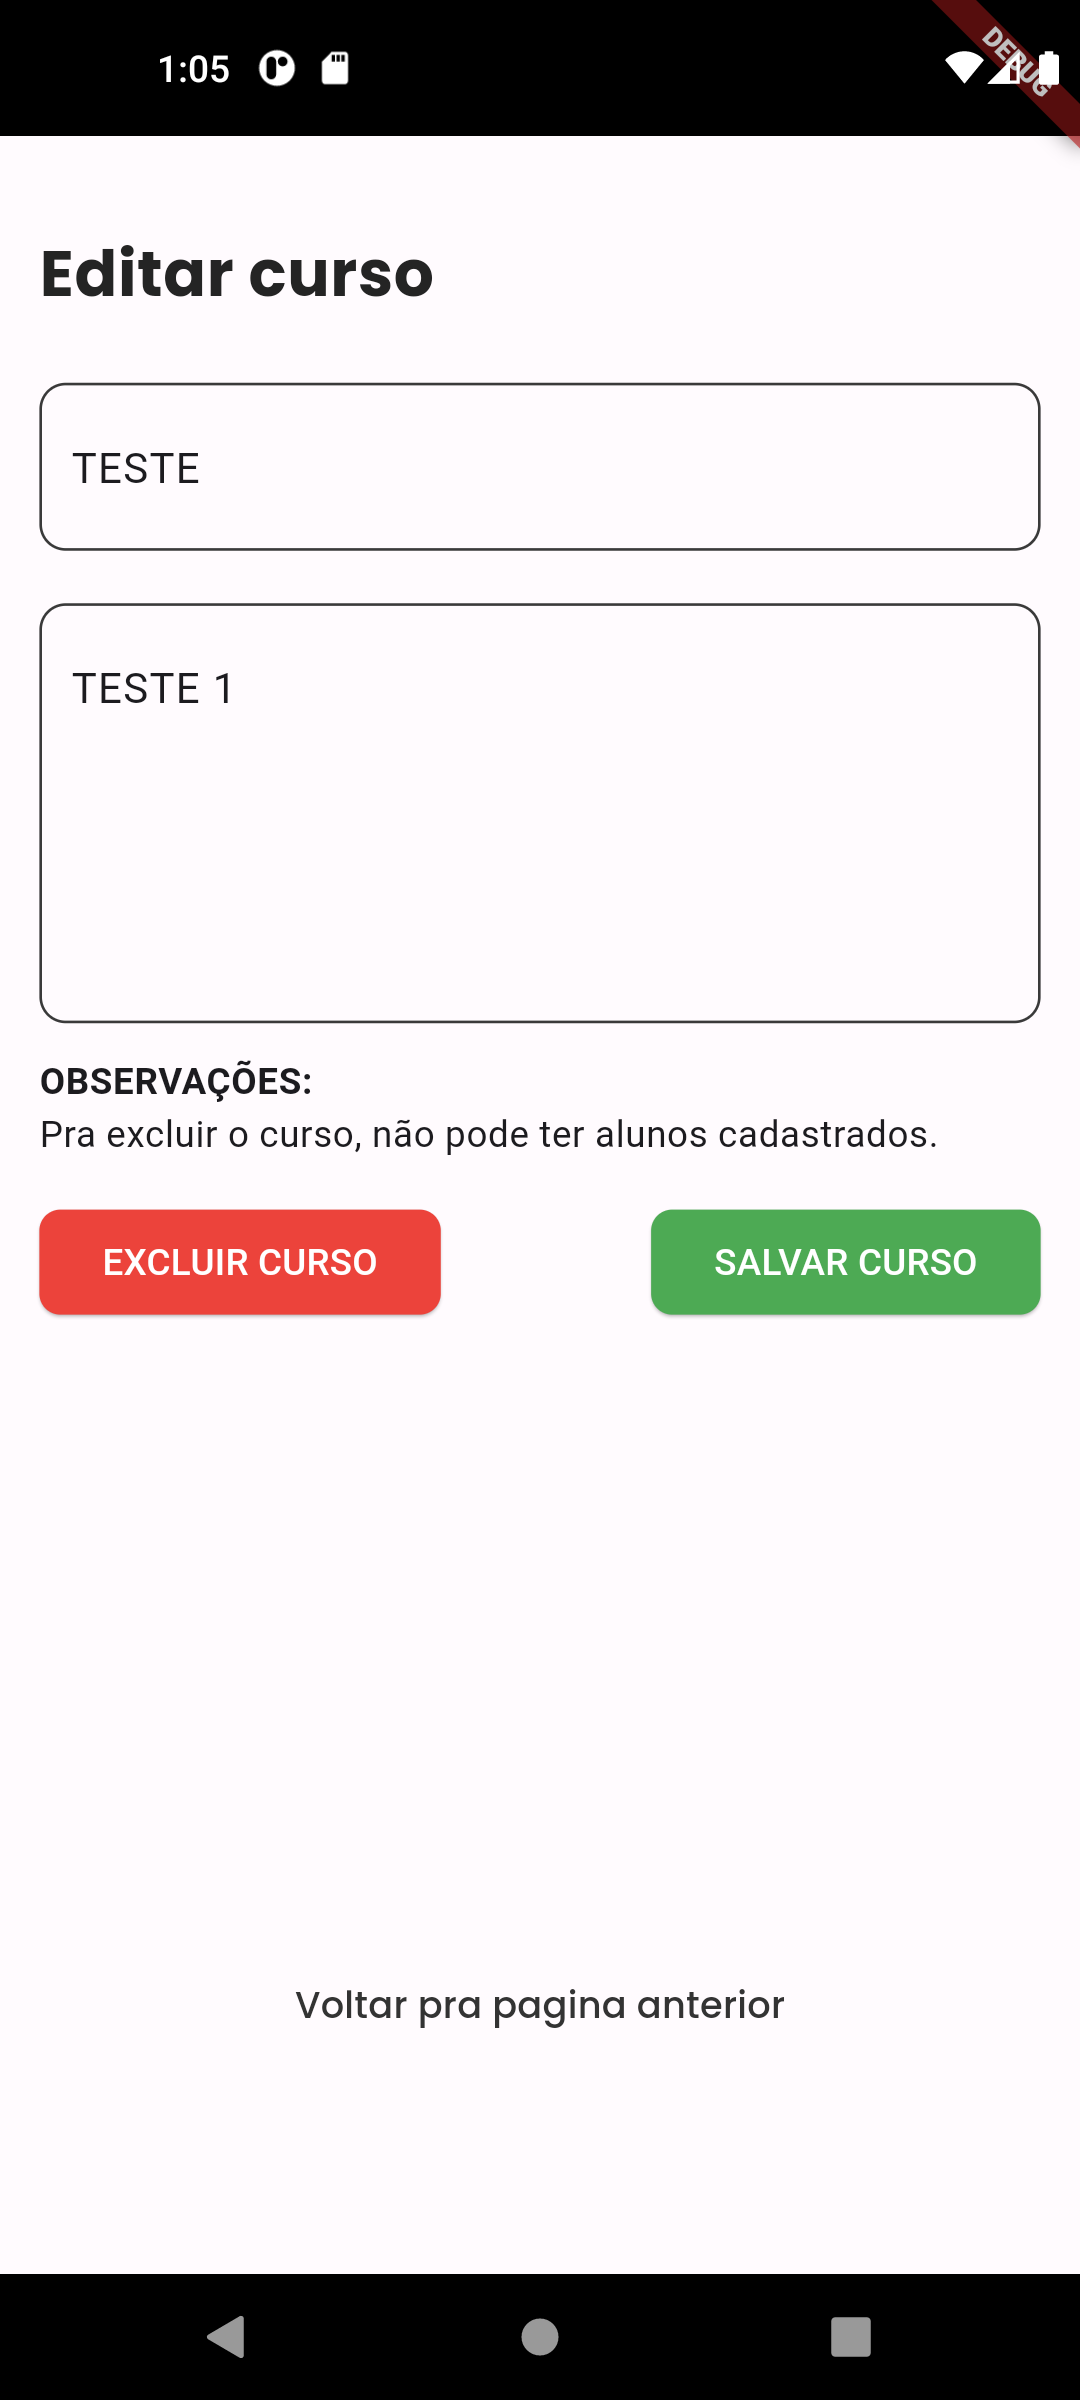 1:05
DEBUG
Editar curso
TESTE
TESTE 1
OBSERVAÇÕES:
Pra excluir o curso, não pode ter alunos cadastrados.
EXCLUIR CURSO
SALVAR CURSO
Voltar pra pagina anterior